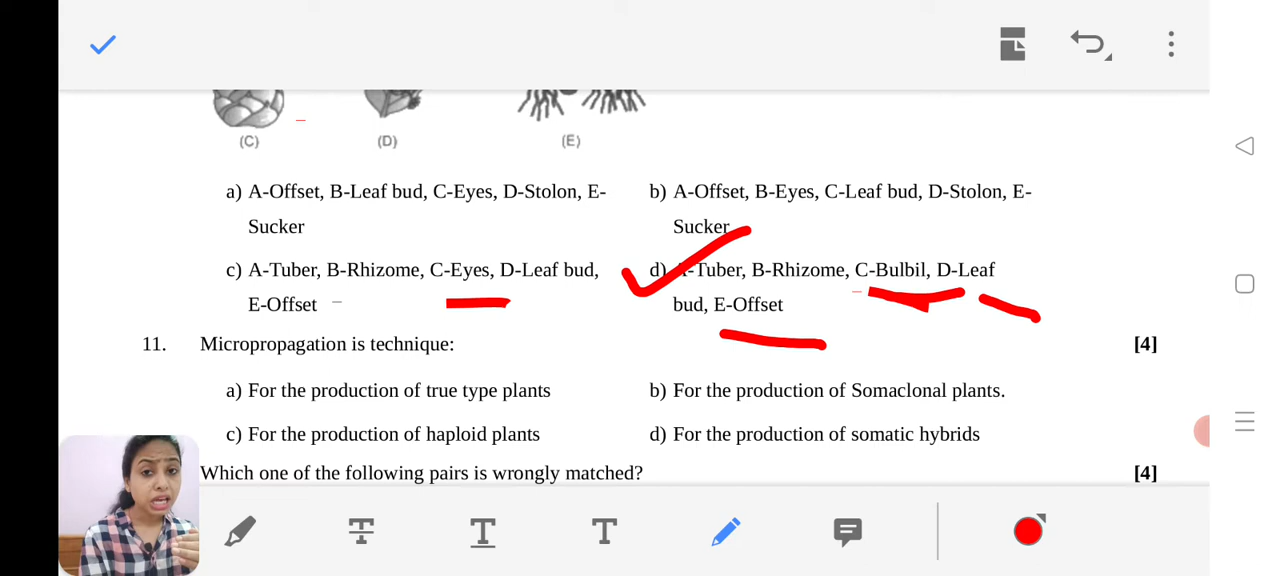 (C) (D) (E)
a) A-Offset, B-Leaf bud, C-Eyes, D-Stolon, E- b) A-Offset, B-Eyes, C-Leaf bud, D-Stolon, E-
Sucker Sucker
c) A-Tuber, B-Rhizome, C-Eyes, D-Leaf bud, d) A-Tuber, B-Rhizome, C-Bulbil, D-Leaf
E-Offset bud, E-Offset
11. Micropropagation is technique: [4]
a) For the production of true type plants b) For the production of Somaclonal plants.
c) For the production of haploid plants d) For the production of somatic hybrids
Which one of the following pairs is wrongly matched? [4]
T T T